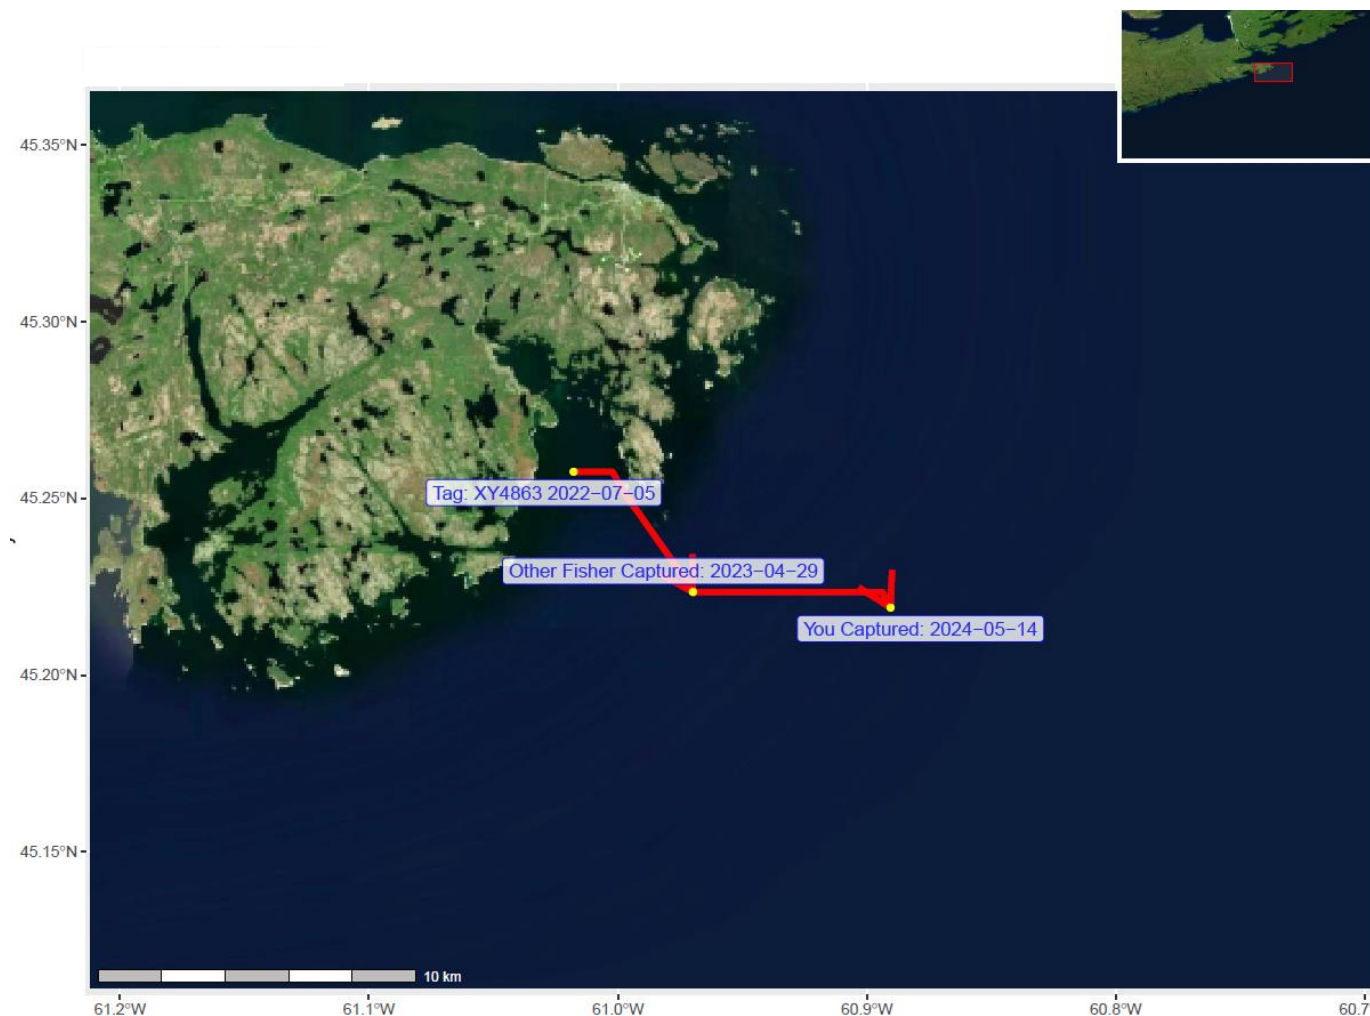 45.35°N
45.30°N
45.25°N
45.20°N
45.15°N
Tag: XY4863 2022−07−05
Other Fisher Captured: 2023−04−29
You Captured: 2024−05−14
10 km
61.2°W 61.1°W 61.0°W 60.9°W 60.8°W